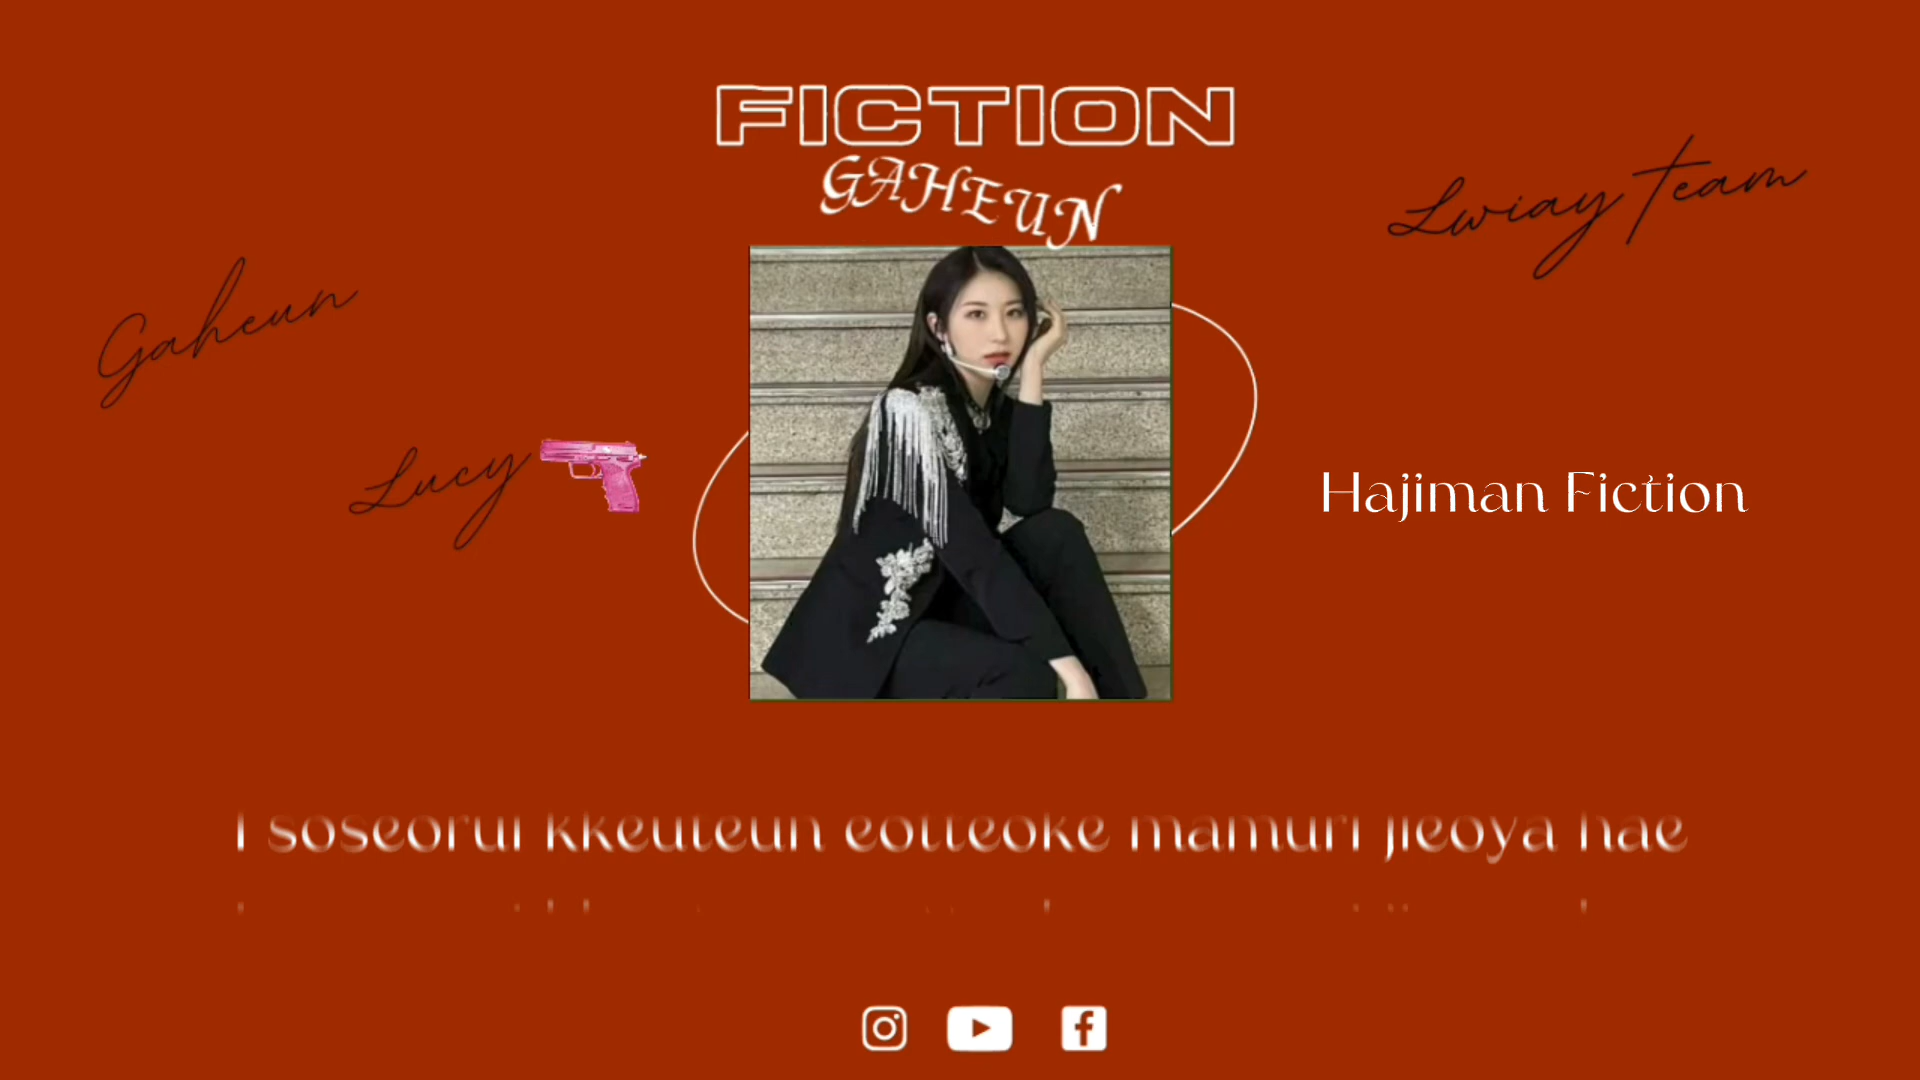 FICTION
GAHEUN
Lwiay team
Gaheun
Lucy
Hajiman Fiction
I soseorui kkeuteun eotteoke mamuri jieoya hae